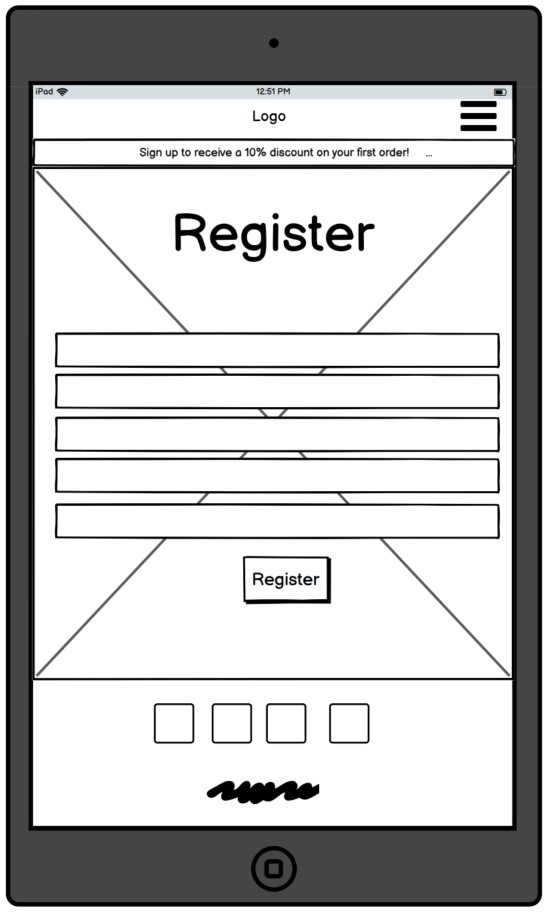 iPad 12:51 PM
Logo
Sign up to receive a 10% discount on your first order! ...
Register
Register